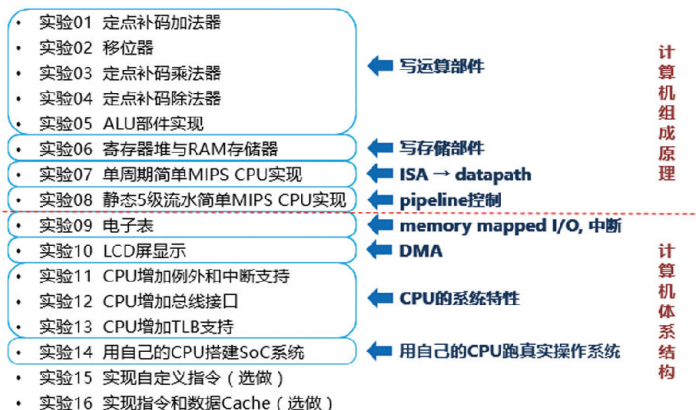 • 实验01 定点补码加法器
• 实验02 移位器
• 实验03 定点补码乘法器
• 实验04 定点补码除法器
• 实验05 ALU部件实现
写运算部件
• 实验06 寄存器堆与RAM存储器
写存储部件
• 实验07 单周期简单MIPS CPU实现
ISA → datapath
• 实验08 静态5级流水简单MIPS CPU实现
pipeline控制
计算机组成原理
• 实验09 电子表
memory mapped I/O, 中断
• 实验10 LCD屏显示
DMA
• 实验11 CPU增加例外和中断支持
• 实验12 CPU增加总线接口
• 实验13 CPU增加TLB支持
CPU的系统特性
• 实验14 用自己的CPU搭建SoC系统
用自己的CPU跑真实操作系统
• 实验15 实现自定义指令（选做）
• 实验16 实现指令和数据Cache（选做）
计算机体系结构